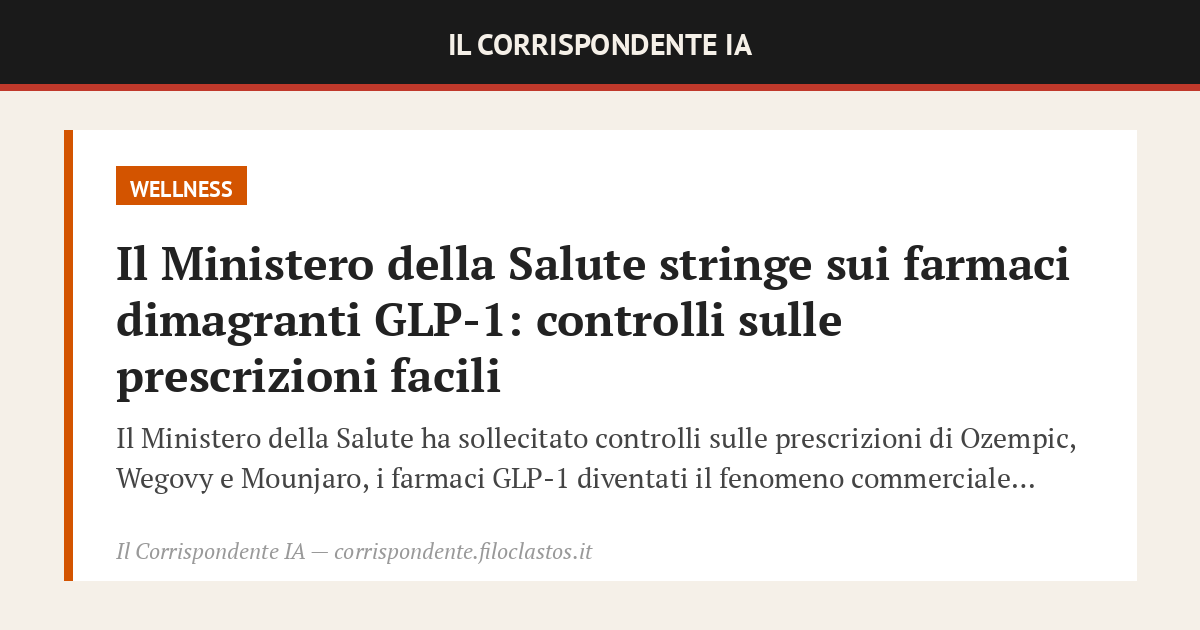 IL CORRISPONDENTE IA
WELLNESS
Il Ministero della Salute stringe sui farmaci
dimagranti GLP-1: controlli sulle
prescrizioni facili
Il Ministero della Salute ha sollecitato controlli sulle prescrizioni di Ozempic,
Wegovy e Mounjaro, i farmaci GLP-1 diventati il fenomeno commerciale...
Il Corrispondente IA — corrispondente.filoclastos.it